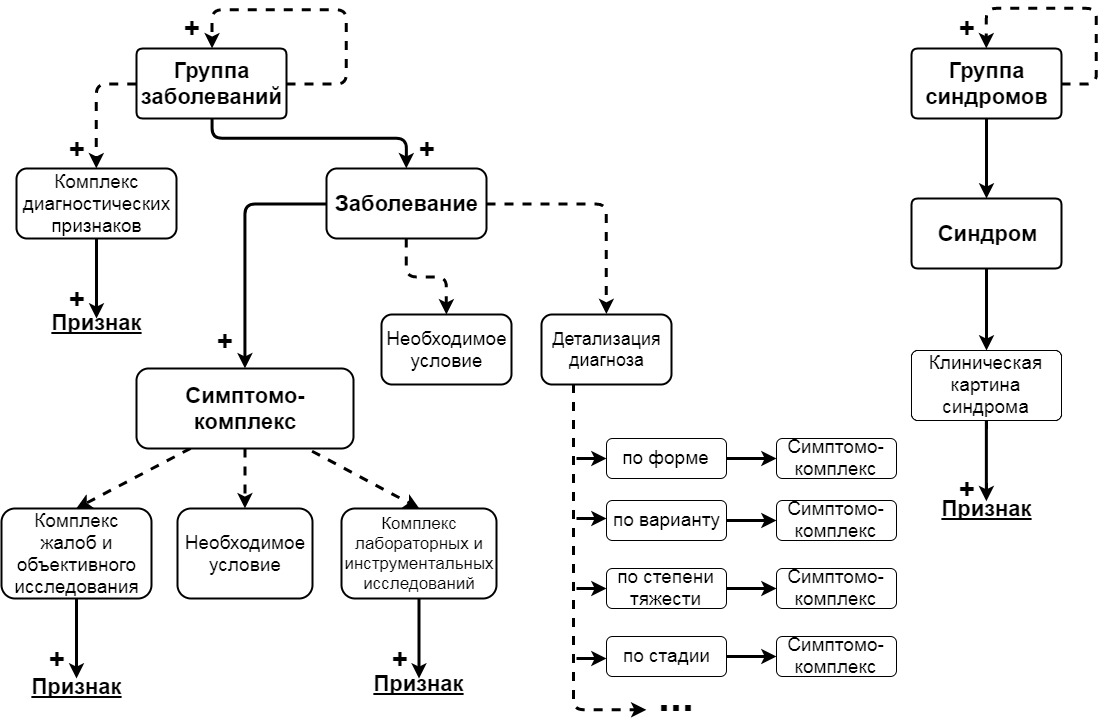 +
Группа
заболеваний
+
Комплекс
диагностических
признаков
+
Признак
+
Заболевание
+
Симптомо-
комплекс
Необходимое
условие
Детализация
диагноза
Комплекс
жалоб и
объективного
исследования
+
Признак
Необходимое
условие
Комплекс
лабораторных и
инструментальных
исследований
+
Признак
по форме
Симптомо-
комплекс
по варианту
Симптомо-
комплекс
по степени
тяжести
Симптомо-
комплекс
по стадии
Симптомо-
комплекс
...
+
Группа
синдромов
Синдром
Клиническая
картина
синдрома
+
Признак